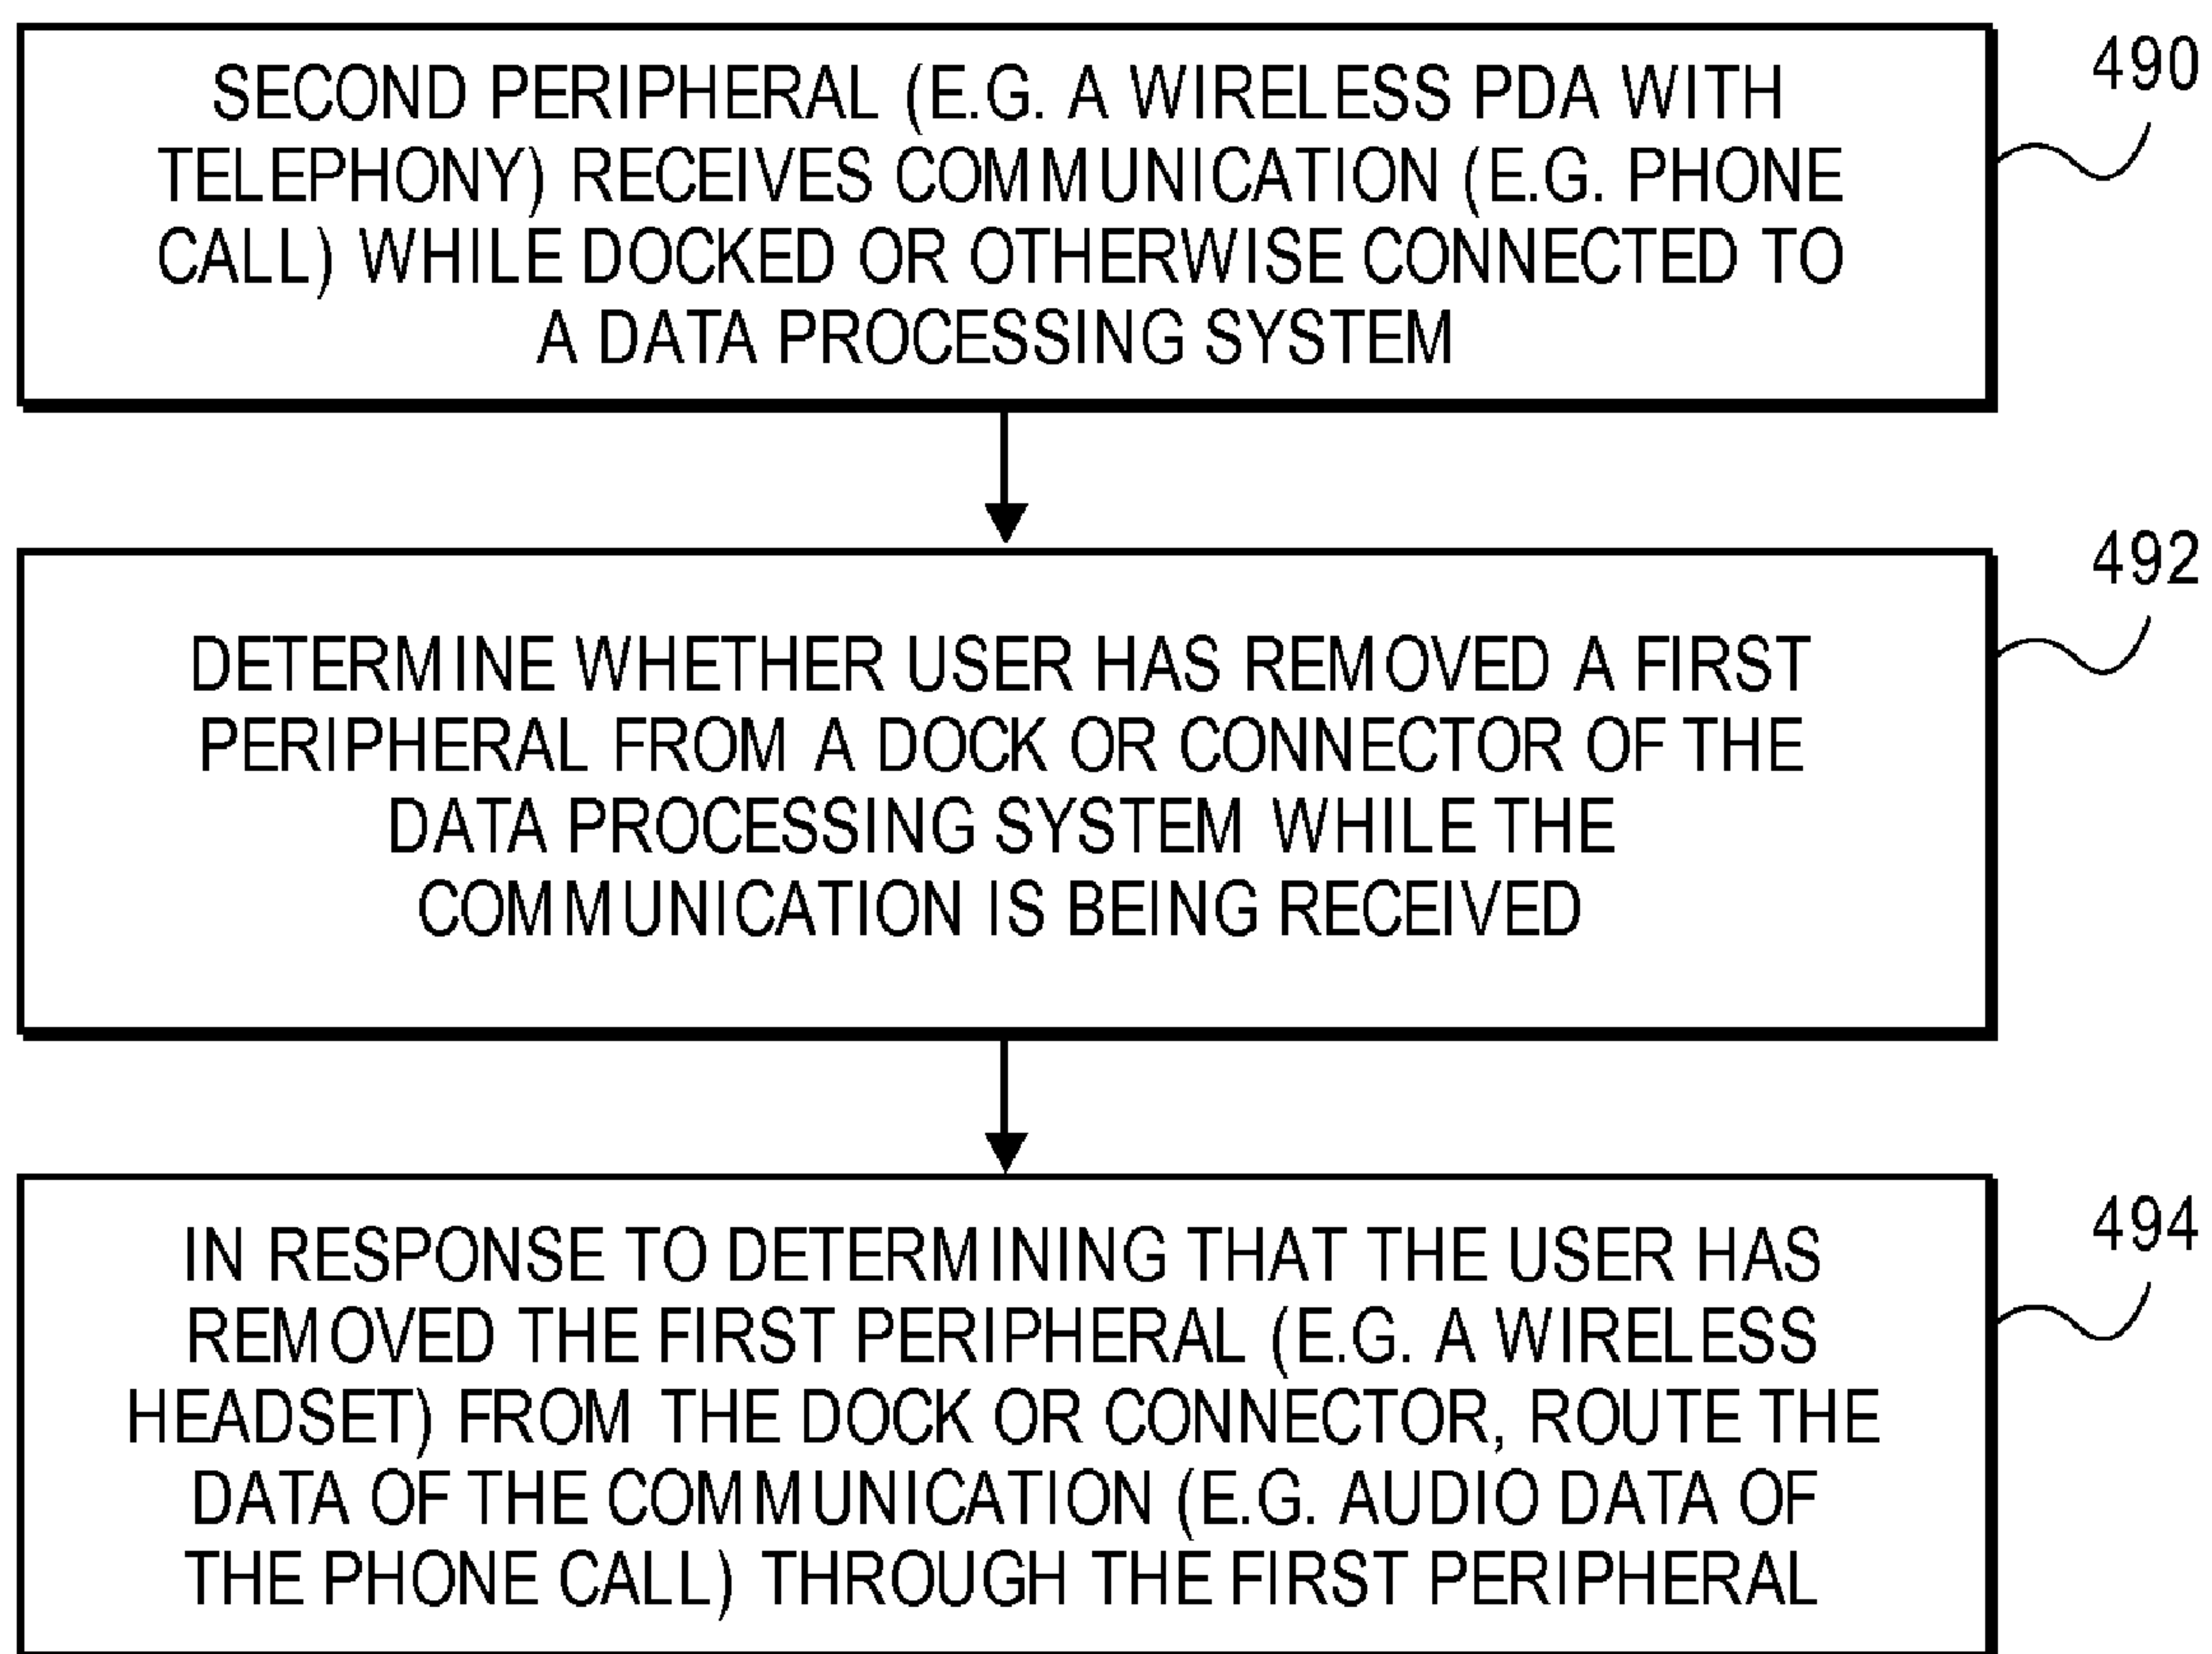 SECOND PERIPHERAL (E.G. A WIRELESS PDA WITH
TELEPHONY) RECEIVES COMMUNICATION (E.G. PHONE
CALL) WHILE DOCKED OR OTHERWISE CONNECTED TO
A DATA PROCESSING SYSTEM
490
DETERMINE WHETHER USER HAS REMOVED A FIRST
PERIPHERAL FROM A DOCK OR CONNECTOR OF THE
DATA PROCESSING SYSTEM WHILE THE
COMMUNICATION IS BEING RECEIVED
492
IN RESPONSE TO DETERMINING THAT THE USER HAS
REMOVED THE FIRST PERIPHERAL (E.G. A WIRELESS
HEADSET) FROM THE DOCK OR CONNECTOR, ROUTE THE
DATA OF THE COMMUNICATION (E.G. AUDIO DATA OF
THE PHONE CALL) THROUGH THE FIRST PERIPHERAL
494